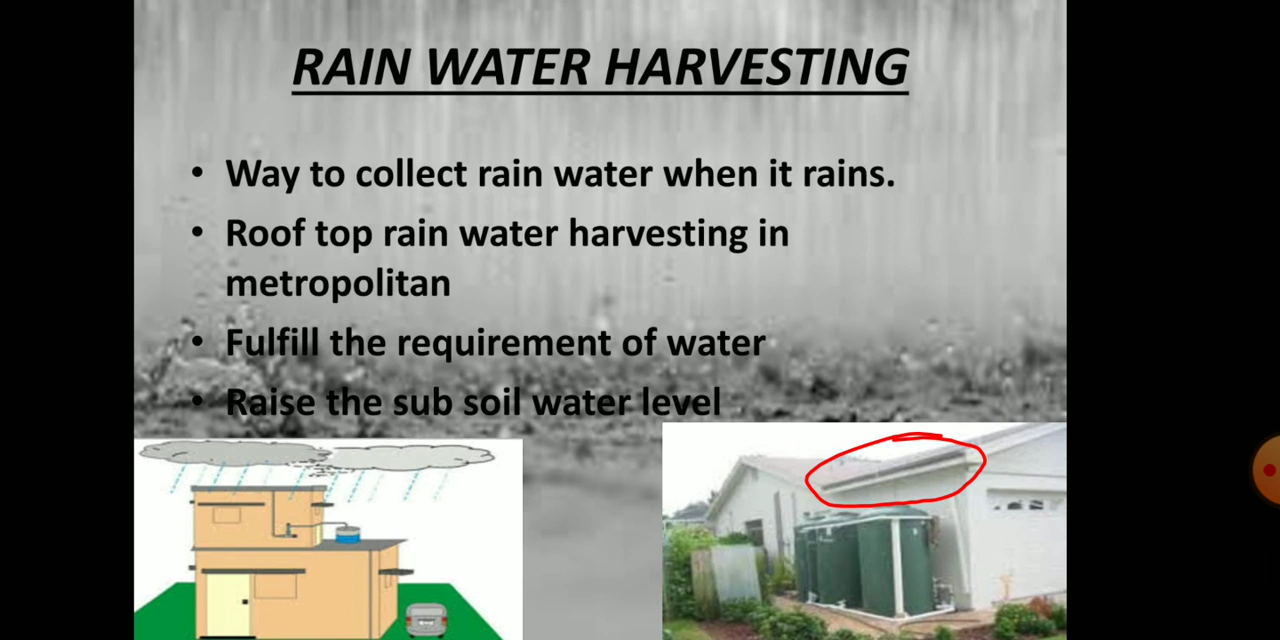 RAIN WATER HARVESTING
• Way to collect rain water when it rains.
• Roof top rain water harvesting in
metropolitan
• Fulfill the requirement of water
• Raise the sub soil water level